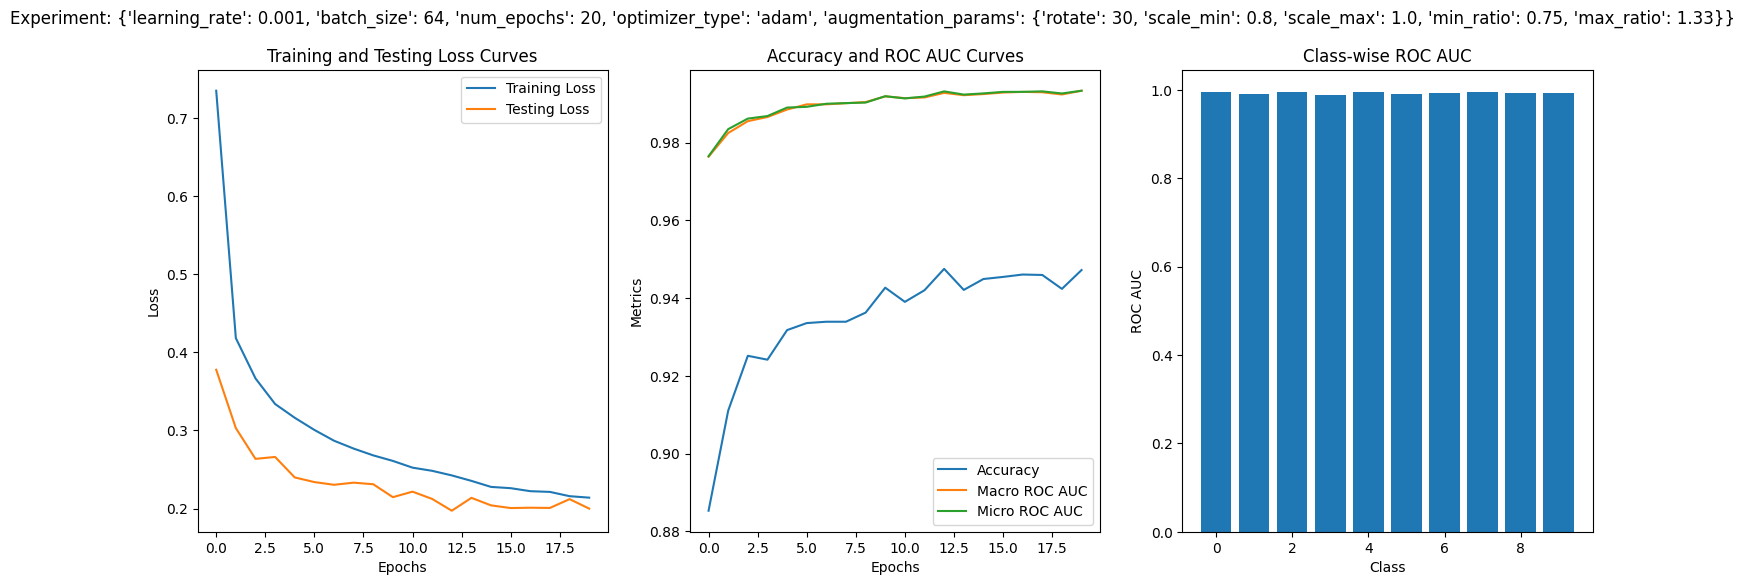 Experiment: {'learning_rate': 0.001, 'batch_size': 64, 'num_epochs': 20, 'optimizer_type': 'adam', 'augmentation_params': {'rotate': 30, 'scale_min': 0.8, 'scale_max': 1.0, 'min_ratio': 0.75, 'max_ratio': 1.33}}
Training and Testing Loss Curves
Training Loss
Testing Loss
Loss
0.7
0.6
0.5
0.4
0.3
0.2
0.0 2.5 5.0 7.5 10.0 12.5 15.0 17.5
Epochs
Accuracy and ROC AUC Curves
Metrics
0.98
0.96
0.94
0.92
0.90
0.88
Accuracy
Macro ROC AUC
Micro ROC AUC
0.0 2.5 5.0 7.5 10.0 12.5 15.0 17.5
Epochs
Class-wise ROC AUC
ROC AUC
1.0
0.8
0.6
0.4
0.2
0.0
0 2 4 6 8
Class